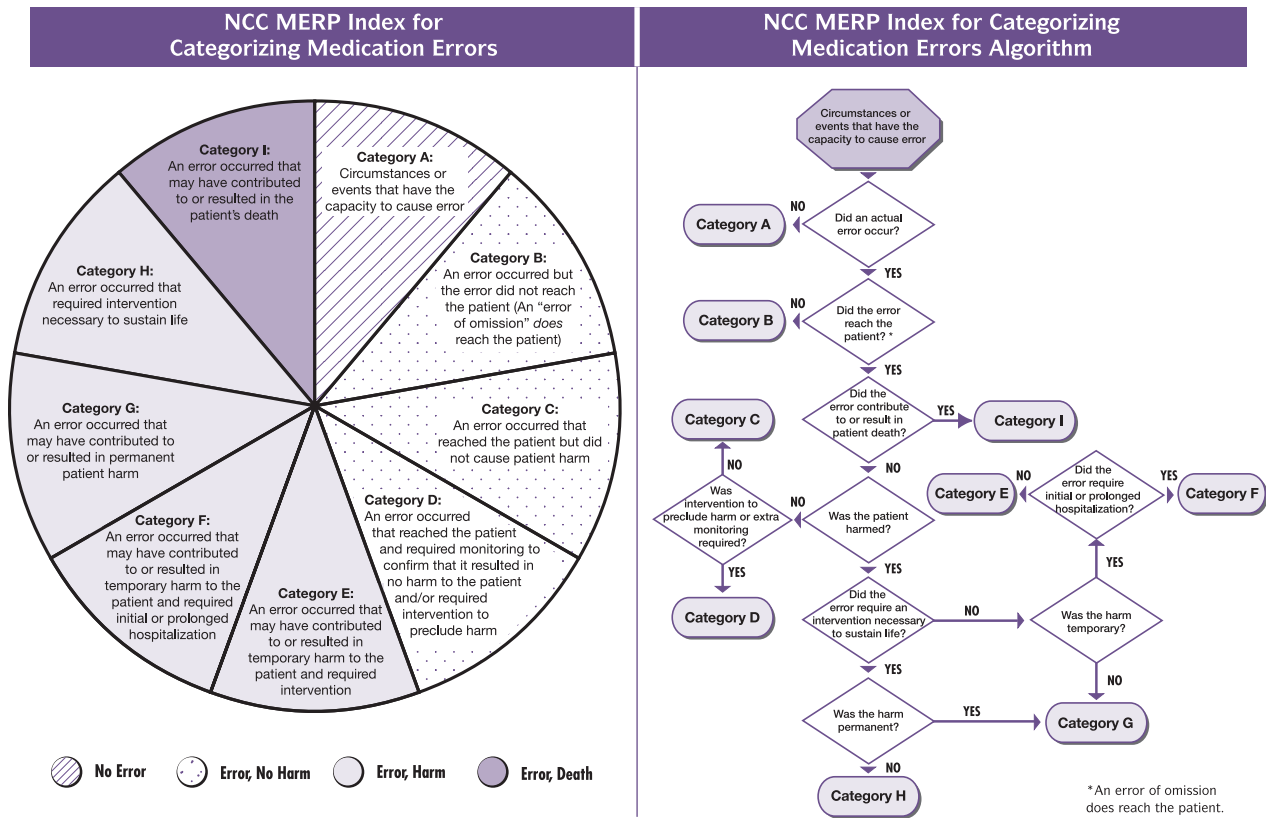 NCC MERP Index for
Categorizing Medication Errors
Category I:
An error occurred that
may have contributed
to or resulted in the
patient's death
Category A:
Circumstances or
events that have the
capacity to cause error
Category B:
An error occurred but
the error did not reach
the patient (An “error
of omission” does
reach the patient)
Category H:
An error occurred that
required intervention
necessary to sustain life
Category C:
An error occurred that
reached the patient but did
not cause patient harm
Category G:
An error occurred that
may have contributed to
or resulted in permanent
patient harm
Category D:
An error occurred
that reached the patient
and required monitoring to
confirm that it resulted in
no harm to the patient
and/or required
intervention to
preclude harm
Category F:
An error occurred that
may have contributed
to or resulted in
temporary harm to the
patient and required
initial or prolonged
hospitalization
Category E:
An error occurred that
may have contributed
to or resulted in
temporary harm to the
patient and required
intervention
No Error
Error, No Harm
Error, Harm
Error, Death
NCC MERP Index for Categorizing
Medication Errors Algorithm
Circumstances or
events that have the
capacity to cause error
Did an actual
error occur?
NO
Category A
YES
Did the error
reach the
patient? *
NO
Category B
YES
Did the
error contribute
to or result in
patient death?
YES
Category I
NO
Was the patient
harmed?
NO
Was
intervention to
preclude harm or extra
monitoring
required?
NO
Category C
YES
Category D
YES
Did the
error require an
intervention necessary
to sustain life?
NO
Was the harm
temporary?
YES
Did the
error require
initial or prolonged
hospitalization?
NO
Category E
YES
Category F
NO
Category G
YES
Was the harm
permanent?
YES
NO
Category H
*An error of omission
does reach the patient.